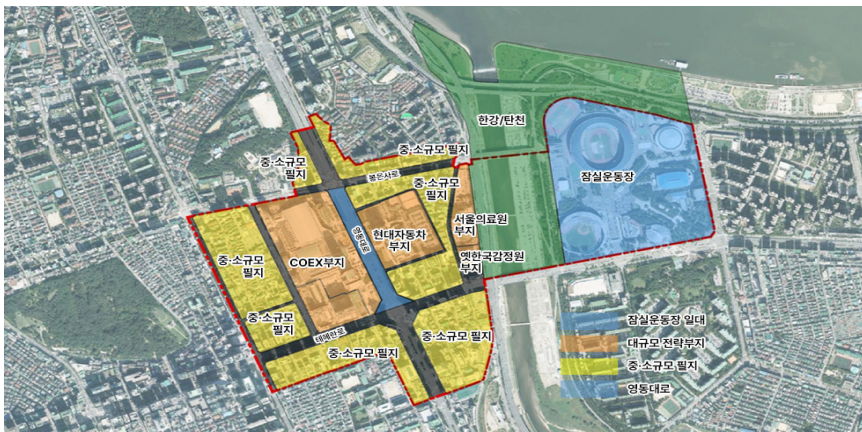 한강/탄천
중·소규모 필지
중·소규모
필지
봉은사로
중·소규모
필지
잠실운동장
서울의료원
부지
영동대로
현대자동차
부지
중·소규모
필지
COEX부지
옛한국감정원
부지
중·소규모
필지
테헤란로
중·소규모 필지
중·소규모 필지
잠실운동장 일대
대규모 전략부지
중·소규모 필지
영동대로